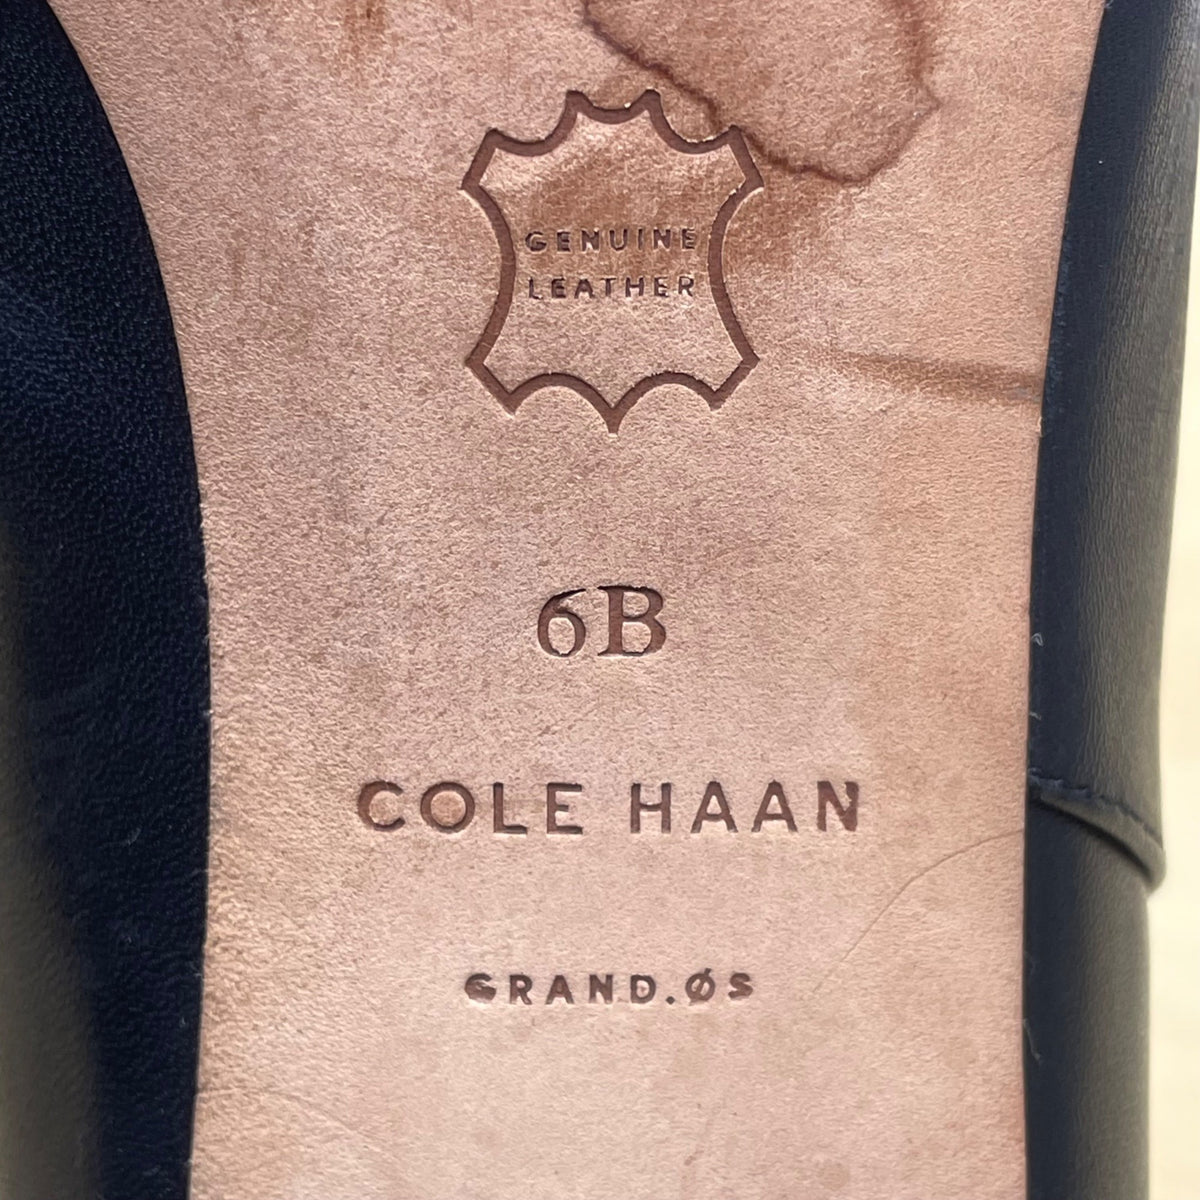 GENUINE
LEATHER
6B
COLE HAAN
GRAND.ØS